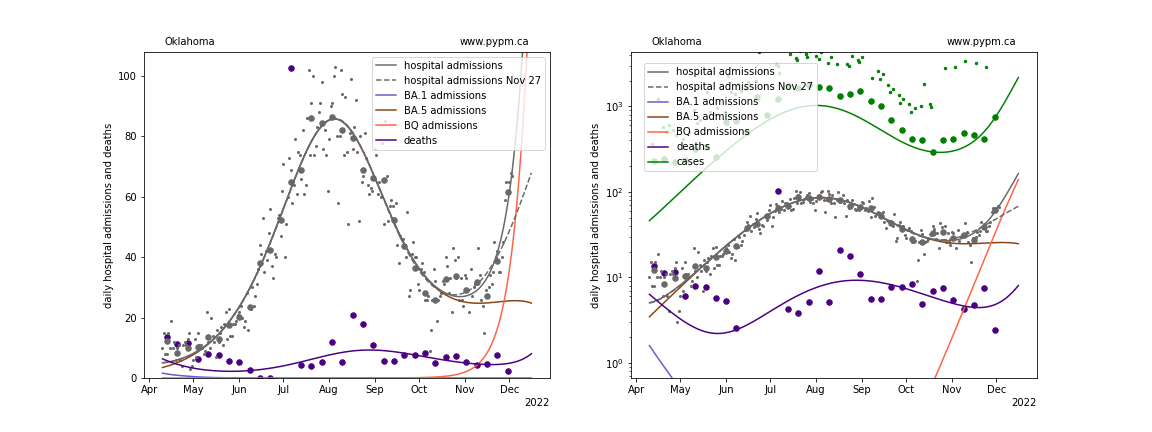 Oklahoma www.pypm.ca
daily hospital admissions and deaths
100
80
60
40
20
0
hospital admissions
hospital admissions Nov 27
BA.1 admissions
BA.5 admissions
BQ admissions
deaths
Apr May Jun Jul Aug Sep Oct Nov Dec
2022
Oklahoma www.pypm.ca
daily hospital admissions and deaths
10³
10²
10¹
10⁰
hospital admissions
hospital admissions Nov 27
BA.1 admissions
BA.5 admissions
BQ admissions
deaths
cases
Apr May Jun Jul Aug Sep Oct Nov Dec
2022